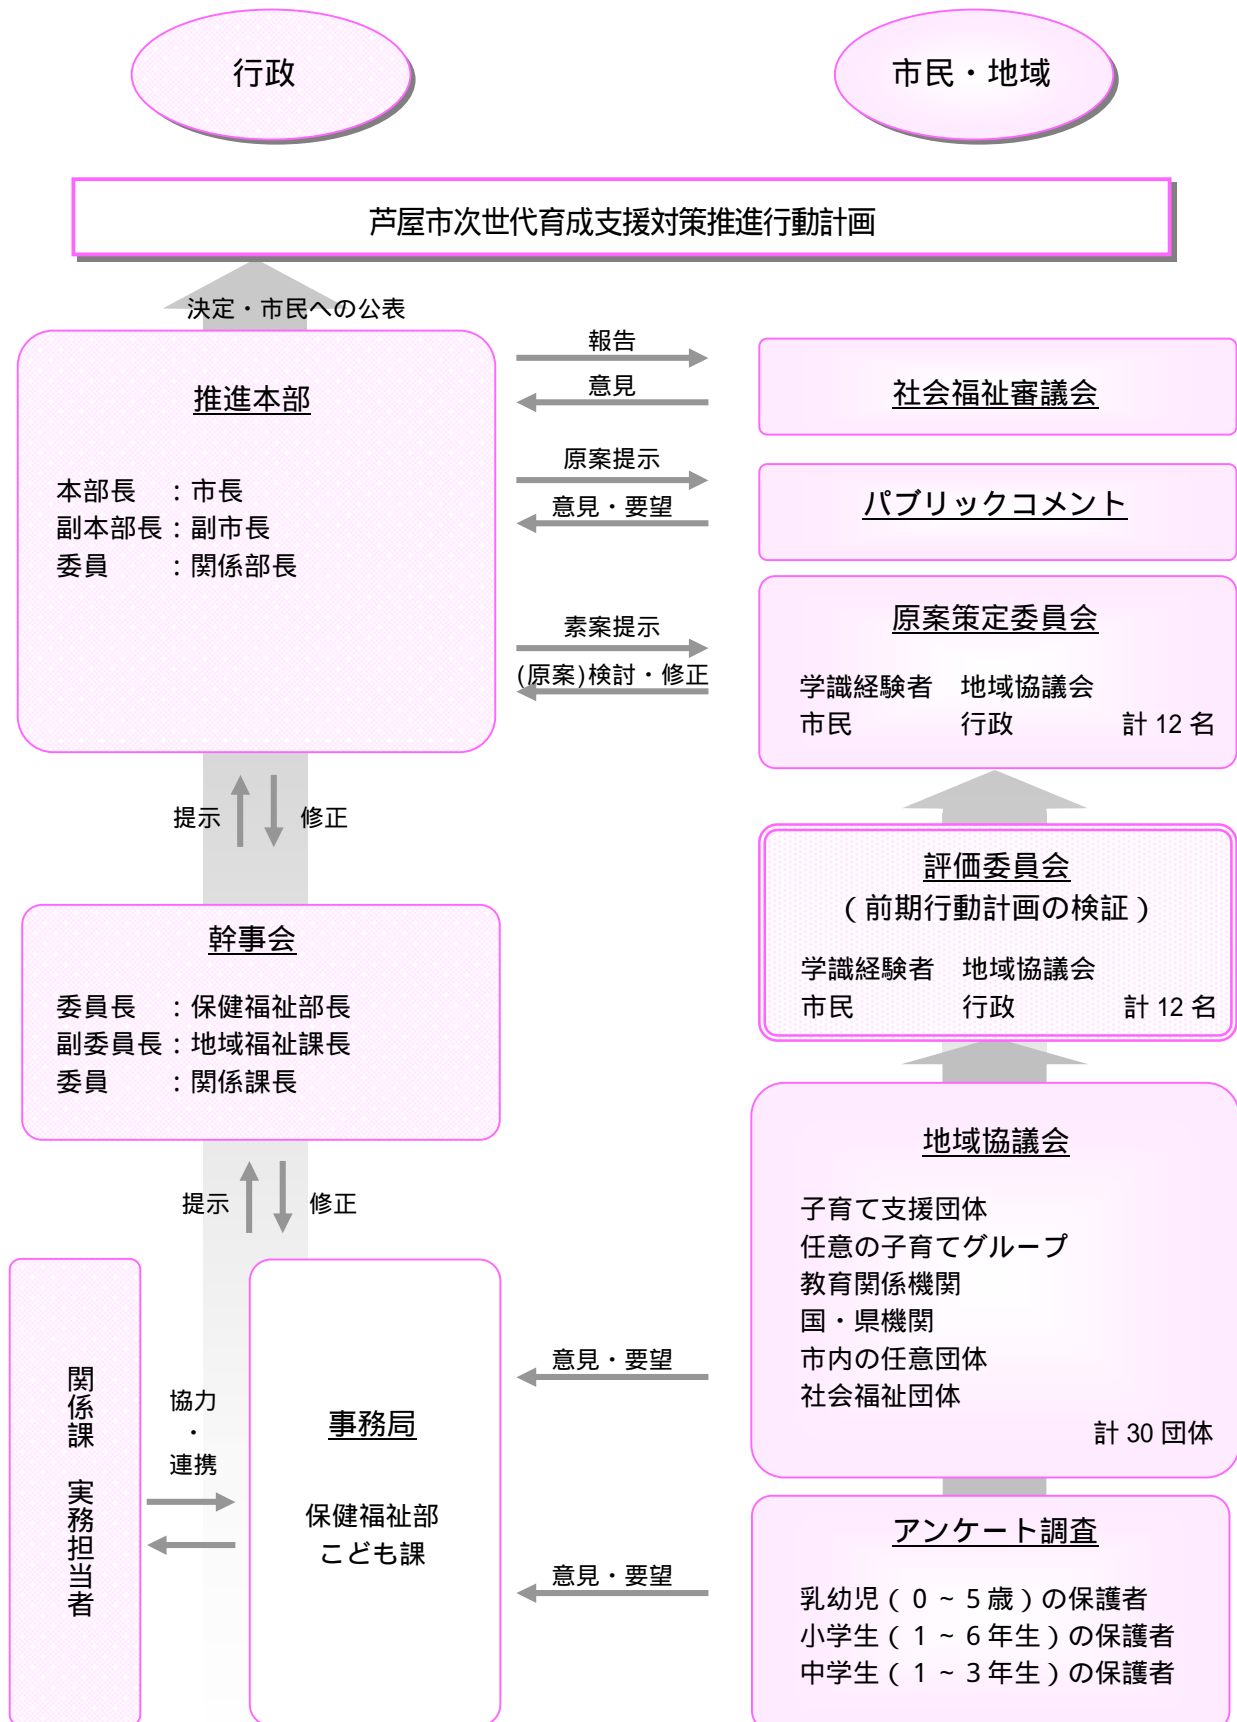 行政
市民・地域
芦屋市次世代育成支援対策推進行動計画
決定・市民への公表
推進本部
本部長　：市長
副本部長：副市長
委員　　：関係部長
報告
意見
社会福祉審議会
原案提示
意見・要望
パブリックコメント
素案提示
(原案)検討・修正
原案策定委員会
学識経験者　地域協議会
市民　　　　行政　　　　計 12 名
提示
修正
評価委員会
（前期行動計画の検証）
学識経験者　地域協議会
市民　　　　行政　　　　計 12 名
幹事会
委員長　：保健福祉部長
副委員長：地域福祉課長
委員　　：関係課長
提示
修正
地域協議会
子育て支援団体
任意の子育てグループ
教育関係機関
国・県機関
市内の任意団体
社会福祉団体
計 30 団体
関係課　実務担当者
協力
・
連携
事務局
保健福祉部
こども課
意見・要望
意見・要望
アンケート調査
乳幼児（０～５歳）の保護者
小学生（１～６年生）の保護者
中学生（１～３年生）の保護者